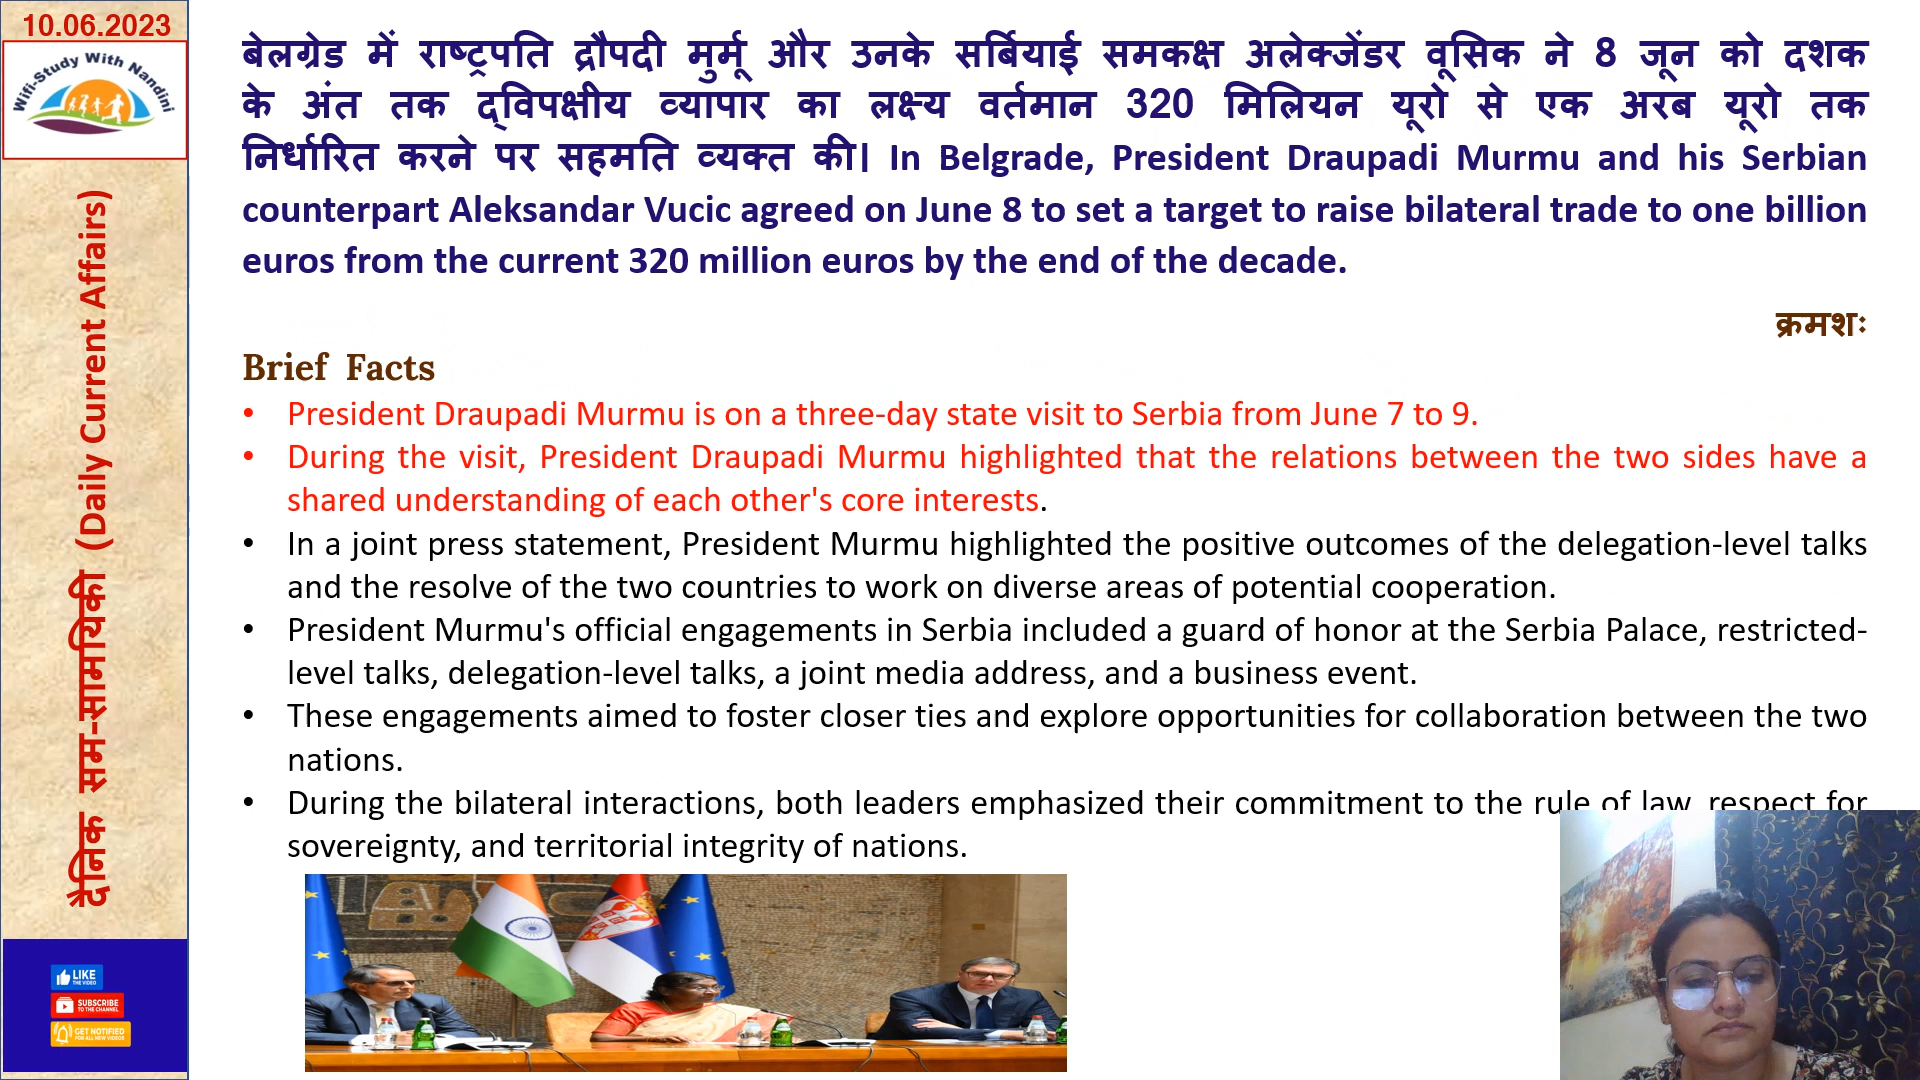 10.06.2023
Wifi-Study With Nandini
दैनिक सम-सामयिकी (Daily Current Affairs)
LIKE
THE VIDEO
SUBSCRIBE
TO THE CHANNEL
GET NOTIFIED
FOR ALL NEW VIDEOS
बेलग्रेड में राष्ट्रपति द्रौपदी मुर्मू और उनके सर्बियाई समकक्ष अलेक्जेंडर वूसिक ने 8 जून को दशक
के अंत तक द्विपक्षीय व्यापार का लक्ष्य वर्तमान 320 मिलियन यूरो से एक अरब यूरो तक
निर्धारित करने पर सहमति व्यक्त की। In Belgrade, President Draupadi Murmu and his Serbian
counterpart Aleksandar Vucic agreed on June 8 to set a target to raise bilateral trade to one billion
euros from the current 320 million euros by the end of the decade.
क्रमशः
Brief Facts
• President Draupadi Murmu is on a three-day state visit to Serbia from June 7 to 9.
• During the visit, President Draupadi Murmu highlighted that the relations between the two sides have a
shared understanding of each other's core interests.
• In a joint press statement, President Murmu highlighted the positive outcomes of the delegation-level talks
and the resolve of the two countries to work on diverse areas of potential cooperation.
• President Murmu's official engagements in Serbia included a guard of honor at the Serbia Palace, restricted-
level talks, delegation-level talks, a joint media address, and a business event.
• These engagements aimed to foster closer ties and explore opportunities for collaboration between the two
nations.
• During the bilateral interactions, both leaders emphasized their commitment to the rule of law, respect for
sovereignty, and territorial integrity of nations.